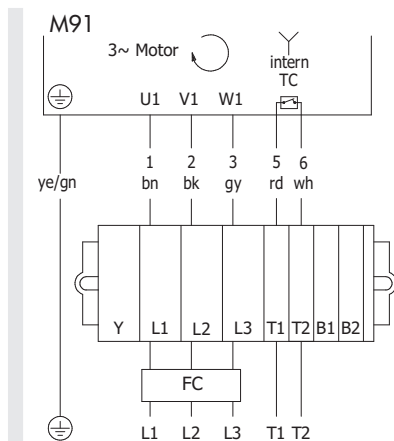 M91
3~ Motor
intern
TC
U1 V1 W1
1 2 3 5 6
ye/gn bn bk gy rd wh
Y L1 L2 L3 T1 T2 B1 B2
FC
L1 L2 L3 T1 T2